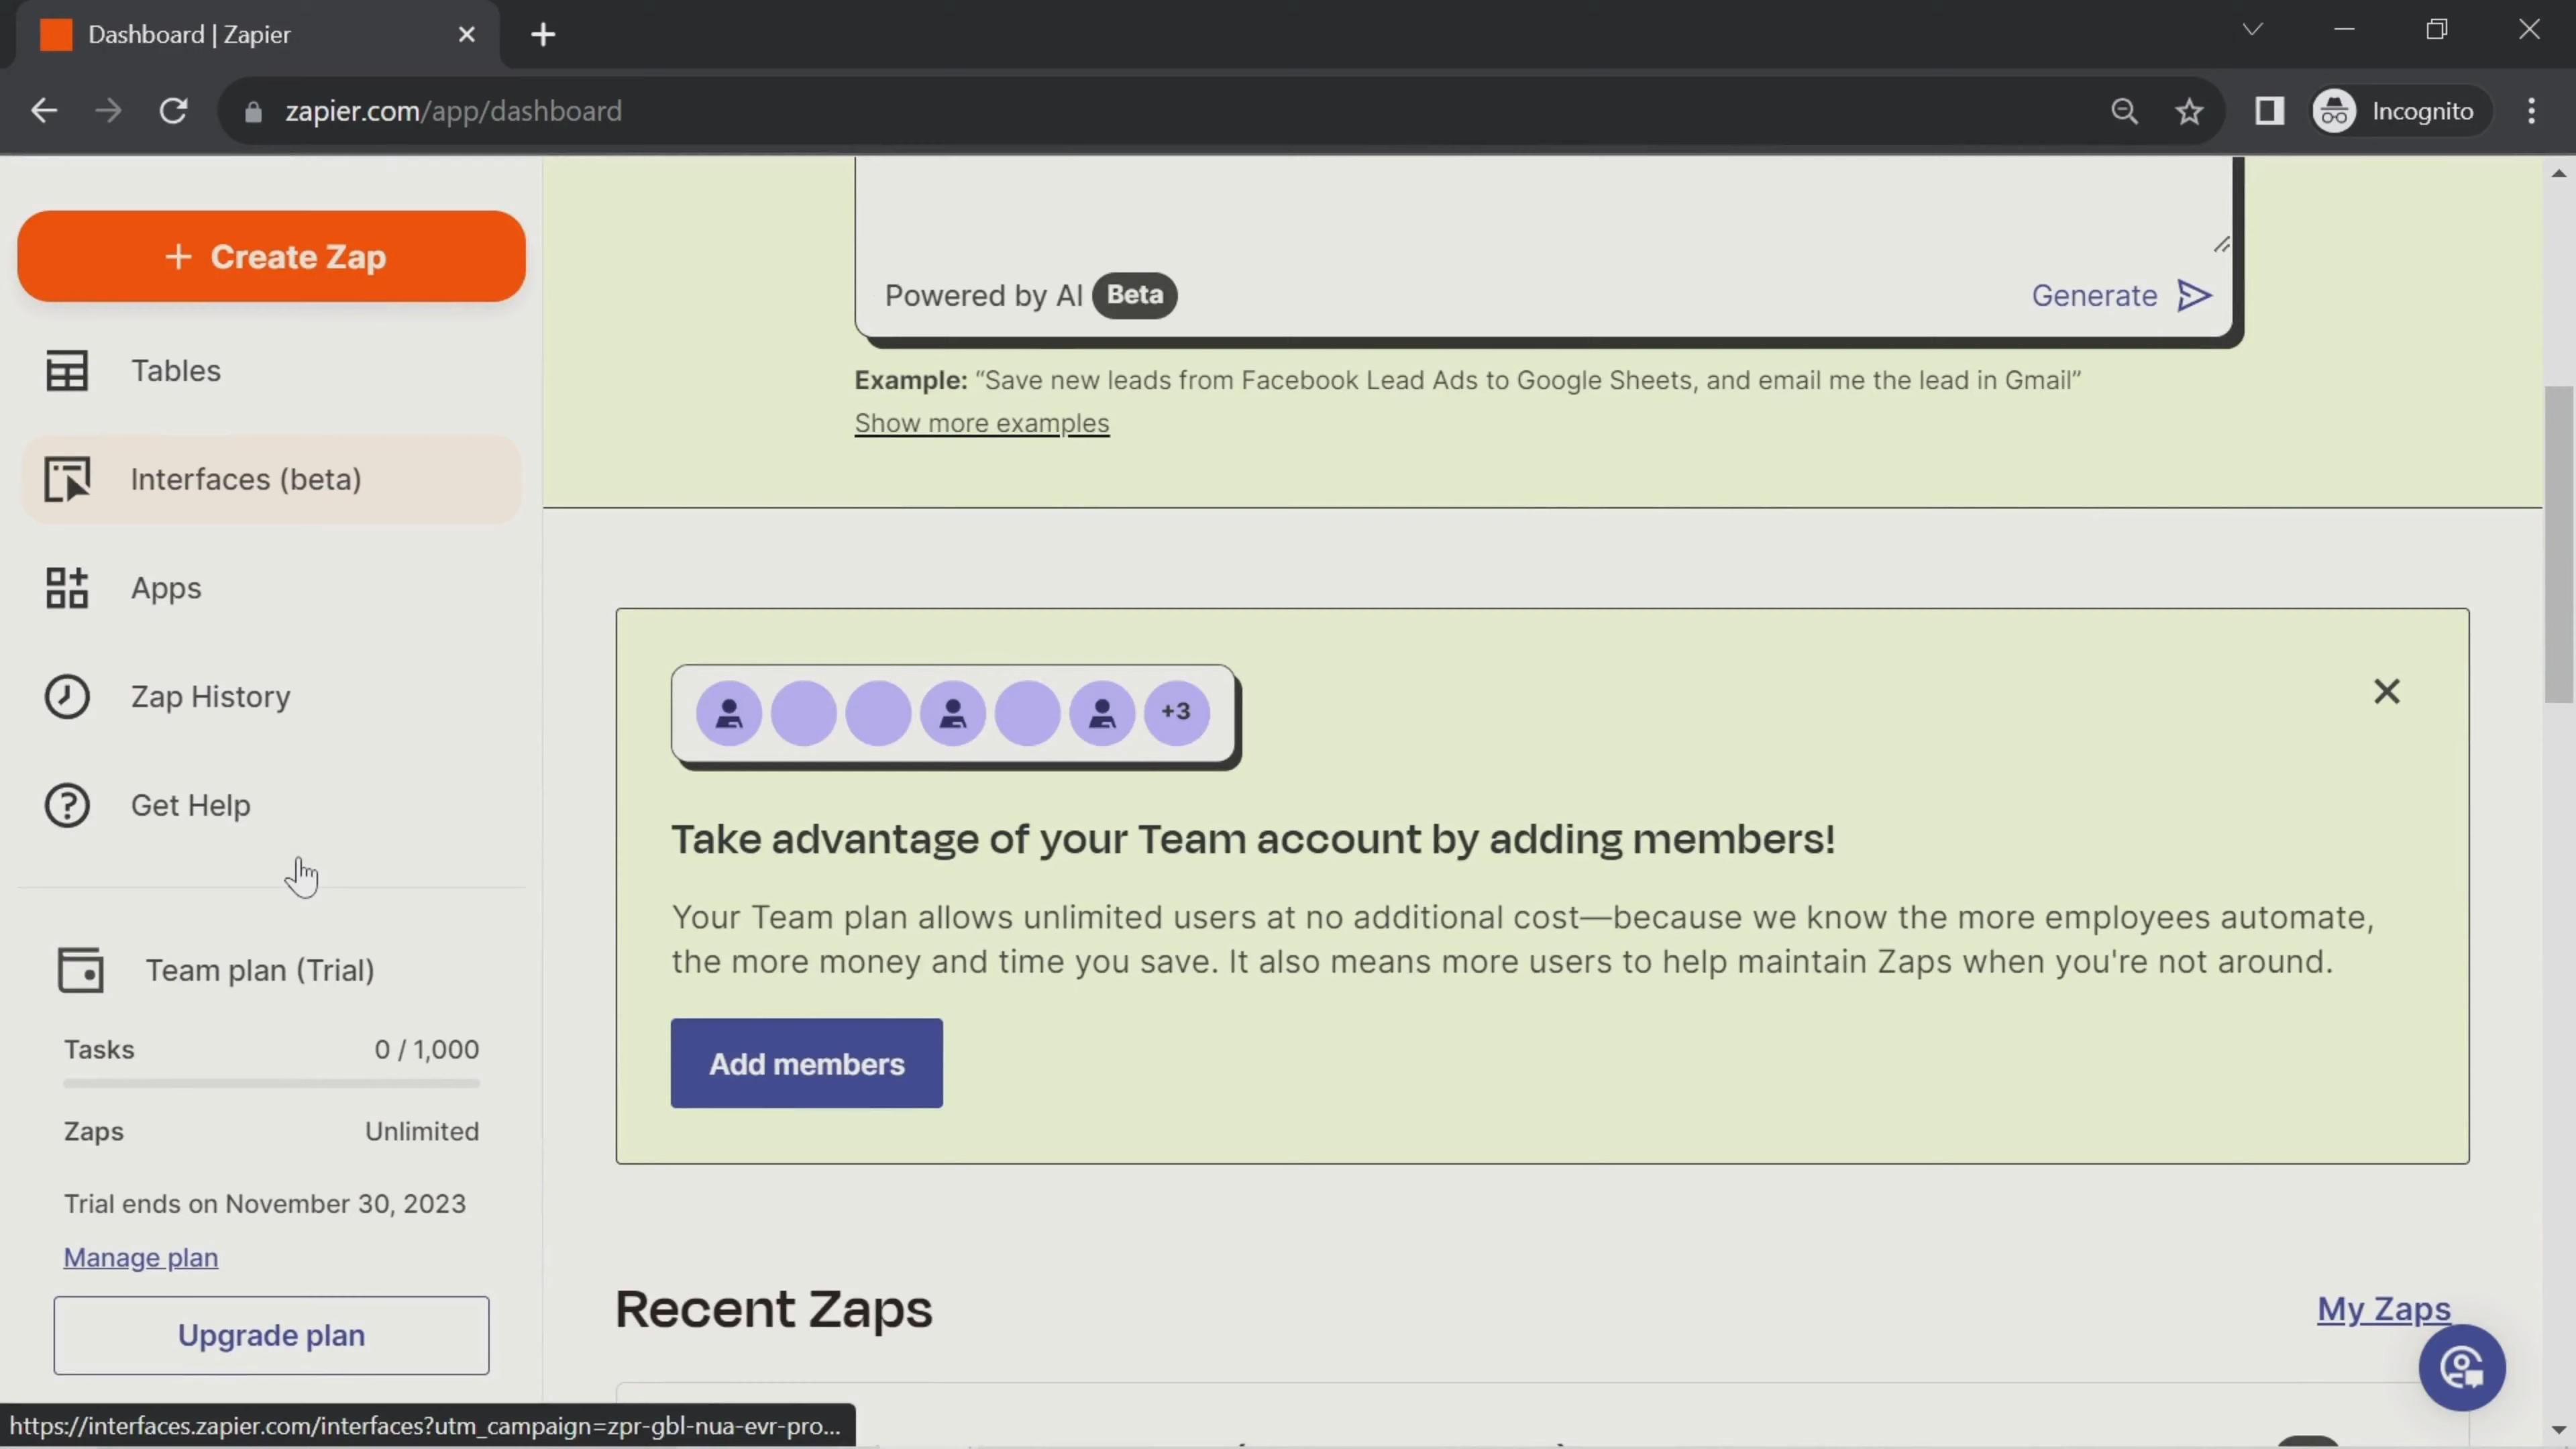 Dashboard | Zapier
zapier.com/app/dashboard
Incognito
+ Create Zap
Tables
Interfaces (beta)
Apps
Zap History
Get Help
Team plan (Trial)
Tasks 0 / 1,000
Zaps Unlimited
Trial ends on November 30, 2023
Manage plan
Upgrade plan
Powered by AI Beta
Generate
Example: “Save new leads from Facebook Lead Ads to Google Sheets, and email me the lead in Gmail”
Show more examples
+3
Take advantage of your Team account by adding members!
Your Team plan allows unlimited users at no additional cost—because we know the more employees automate,
the more money and time you save. It also means more users to help maintain Zaps when you're not around.
Add members
Recent Zaps
My Zaps
https://interfaces.zapier.com/interfaces?utm_campaign=zpr-gbl-nua-evr-pro...